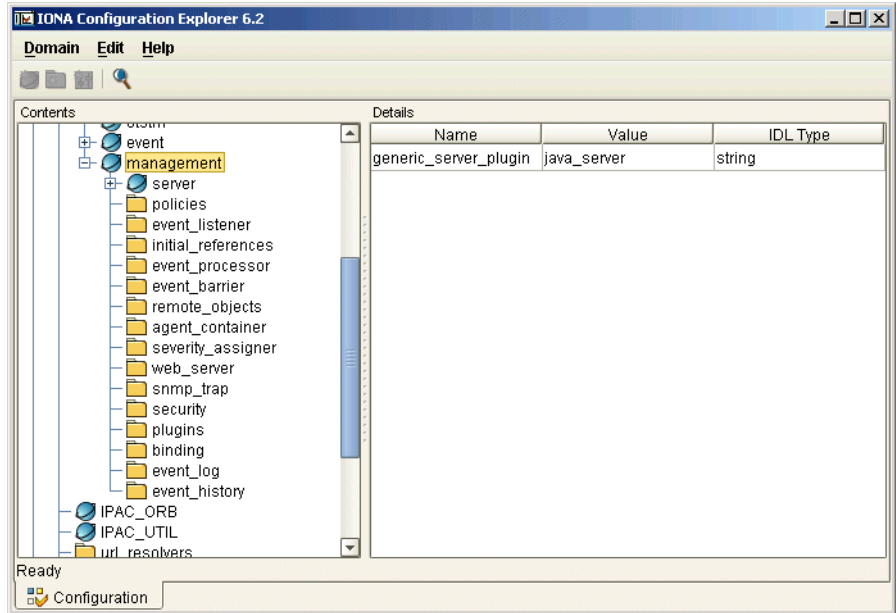 IONA Configuration Explorer 6.2
Domain Edit Help
Contents
Details
event
management
server
policies
event_listener
initial_references
event_processor
event_barrier
remote_objects
agent_container
severity_assigner
web_server
snmp_trap
security
plugins
binding
event_log
event_history
IPAC_ORB
IPAC_UTIL
url_resolvers
Name Value IDL Type
generic_server_plugin java_server string
Ready
Configuration